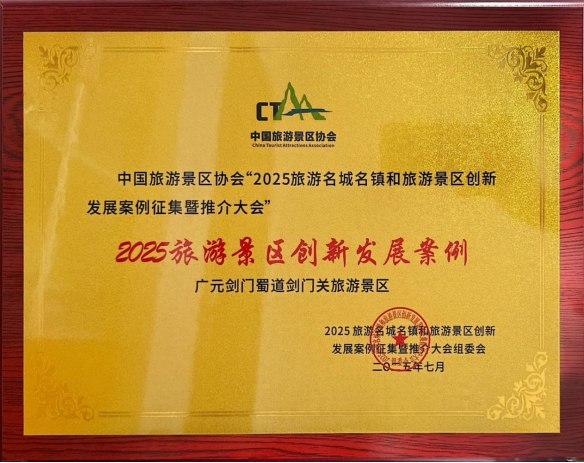 CTAA
中国旅游景区协会
China Tourist Attractions Association
中国旅游景区协会“2025旅游名城名镇和旅游景区创新
发展案例征集暨推介大会”
2025旅游景区创新发展案例
广元剑门蜀道剑门关旅游景区
2025 旅游名城名镇和旅游景区创新
发展案例征集暨推介大会组委会
二〇二五年七月